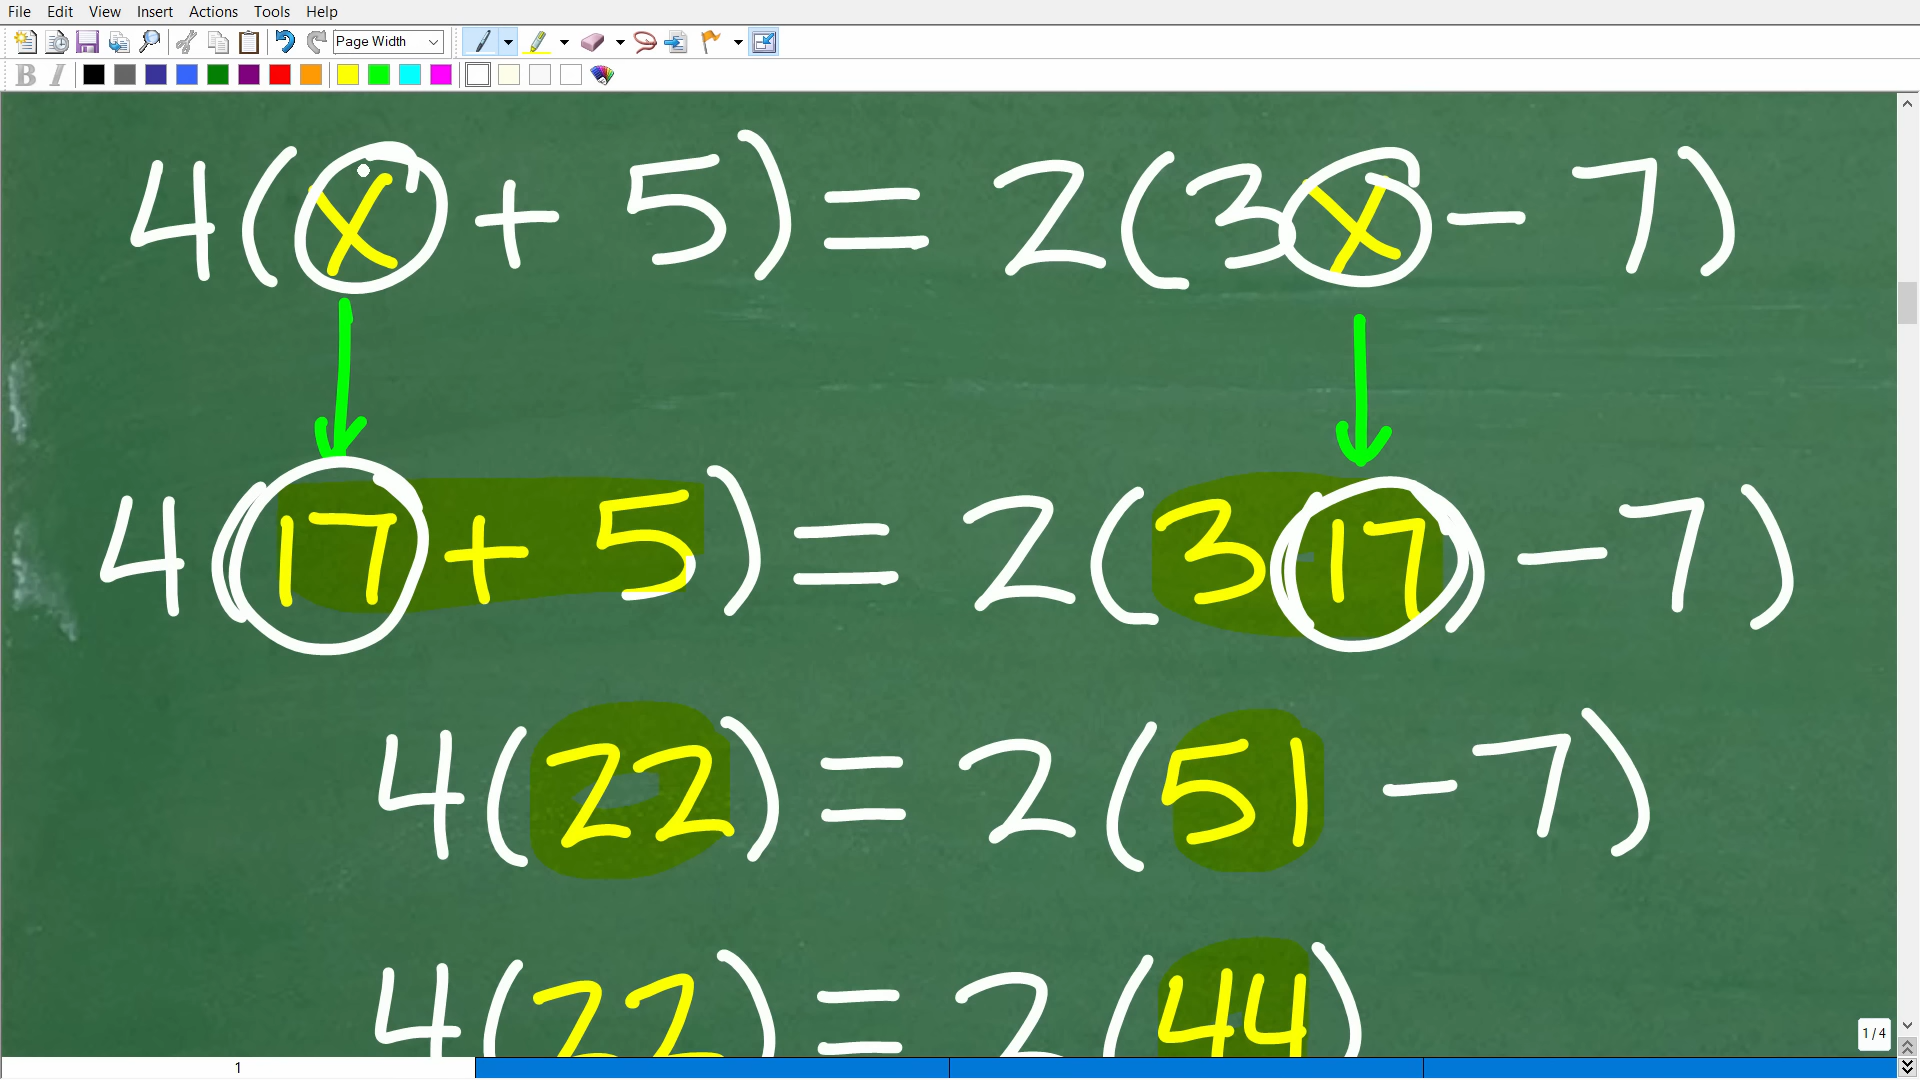 File Edit View Insert Actions Tools Help
Page Width
B I
4(x + 5) = 2(3x - 7)
4(17 + 5) = 2(3(17) - 7)
4(22) = 2(51 - 7)
4(22) = 2(44)
1 / 4
1